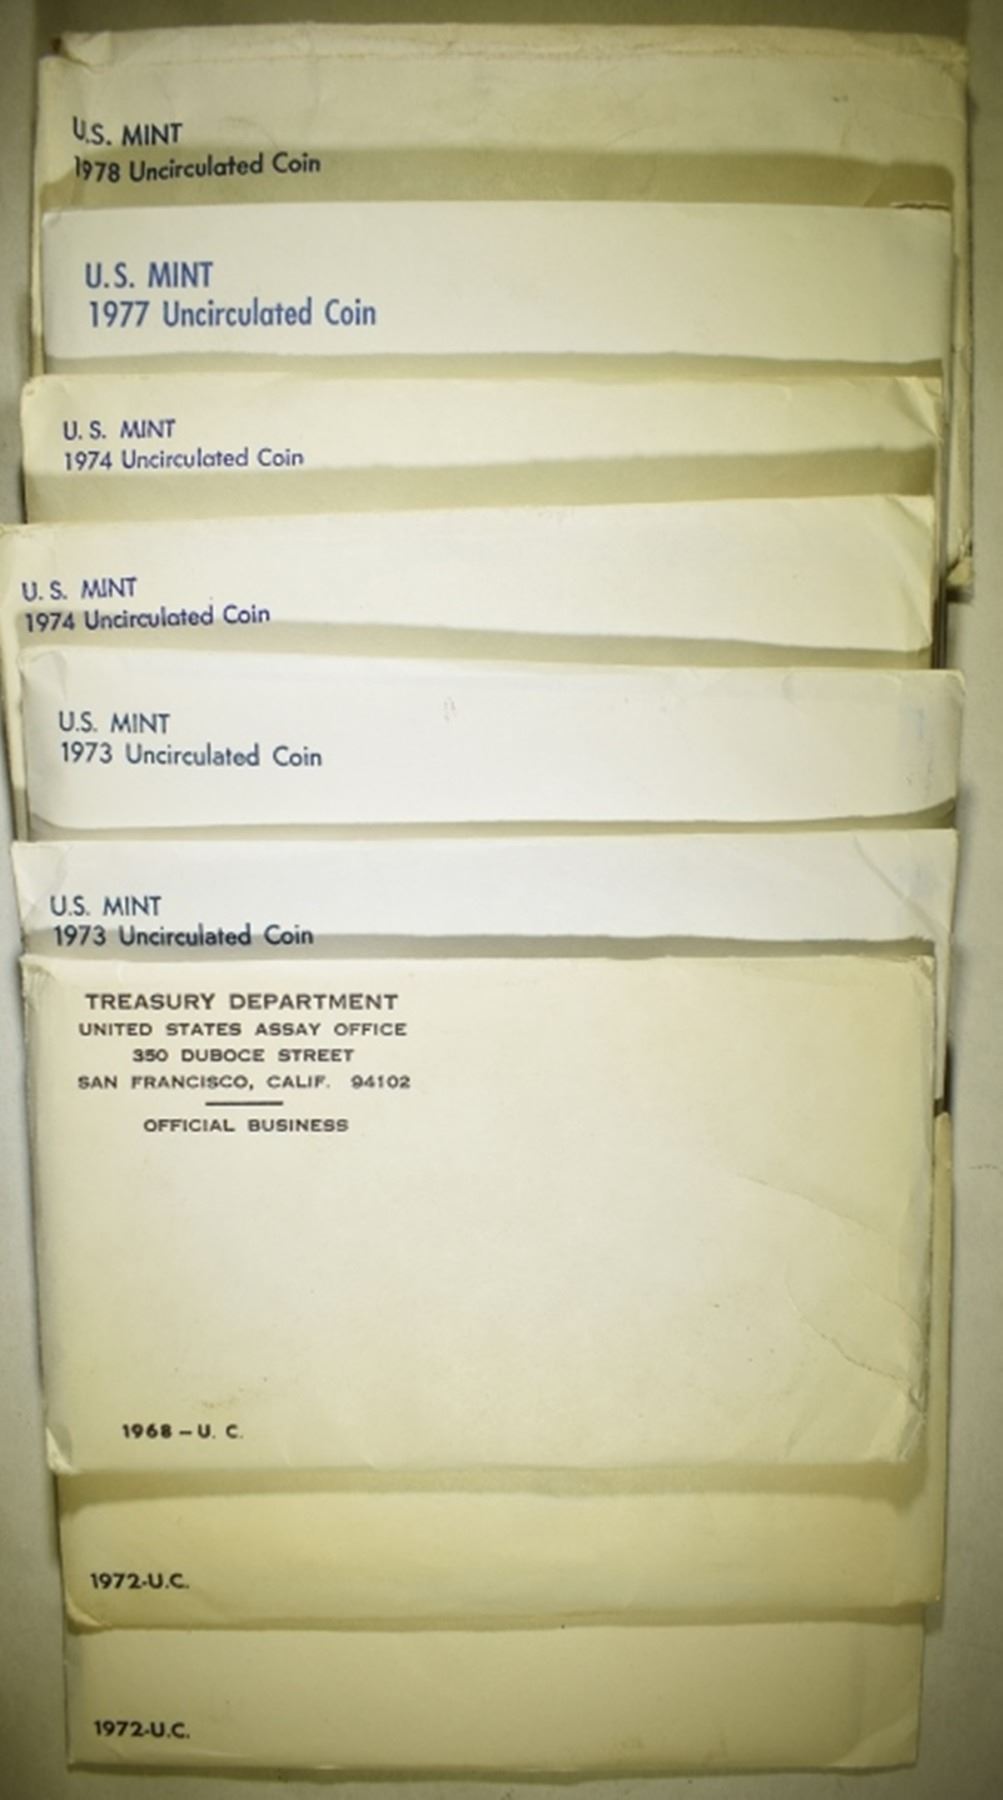 U.S. MINT
1978 Uncirculated Coin
U.S. MINT
1977 Uncirculated Coin
U. S. MINT
1974 Uncirculated Coin
U. S. MINT
1974 Uncirculated Coin
U.S. MINT
1973 Uncirculated Coin
U.S. MINT
1973 Uncirculated Coin
TREASURY DEPARTMENT
UNITED STATES ASSAY OFFICE
350 DUBOCE STREET
SAN FRANCISCO, CALIF. 94102
OFFICIAL BUSINESS
1968 – U. C.
1972-U.C.
1972-U.C.